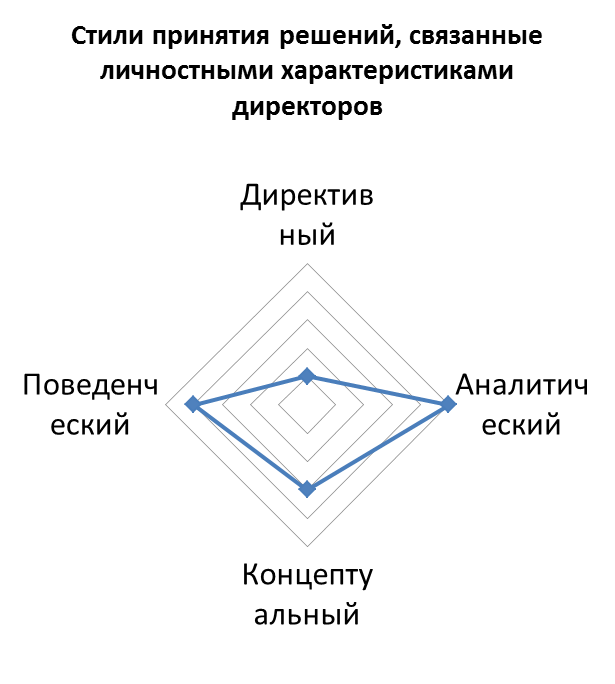 Стили принятия решений, связанные
личностными характеристиками
директоров
Директив
ный
Поведенч
еский
Аналитич
еский
Концепту
альный